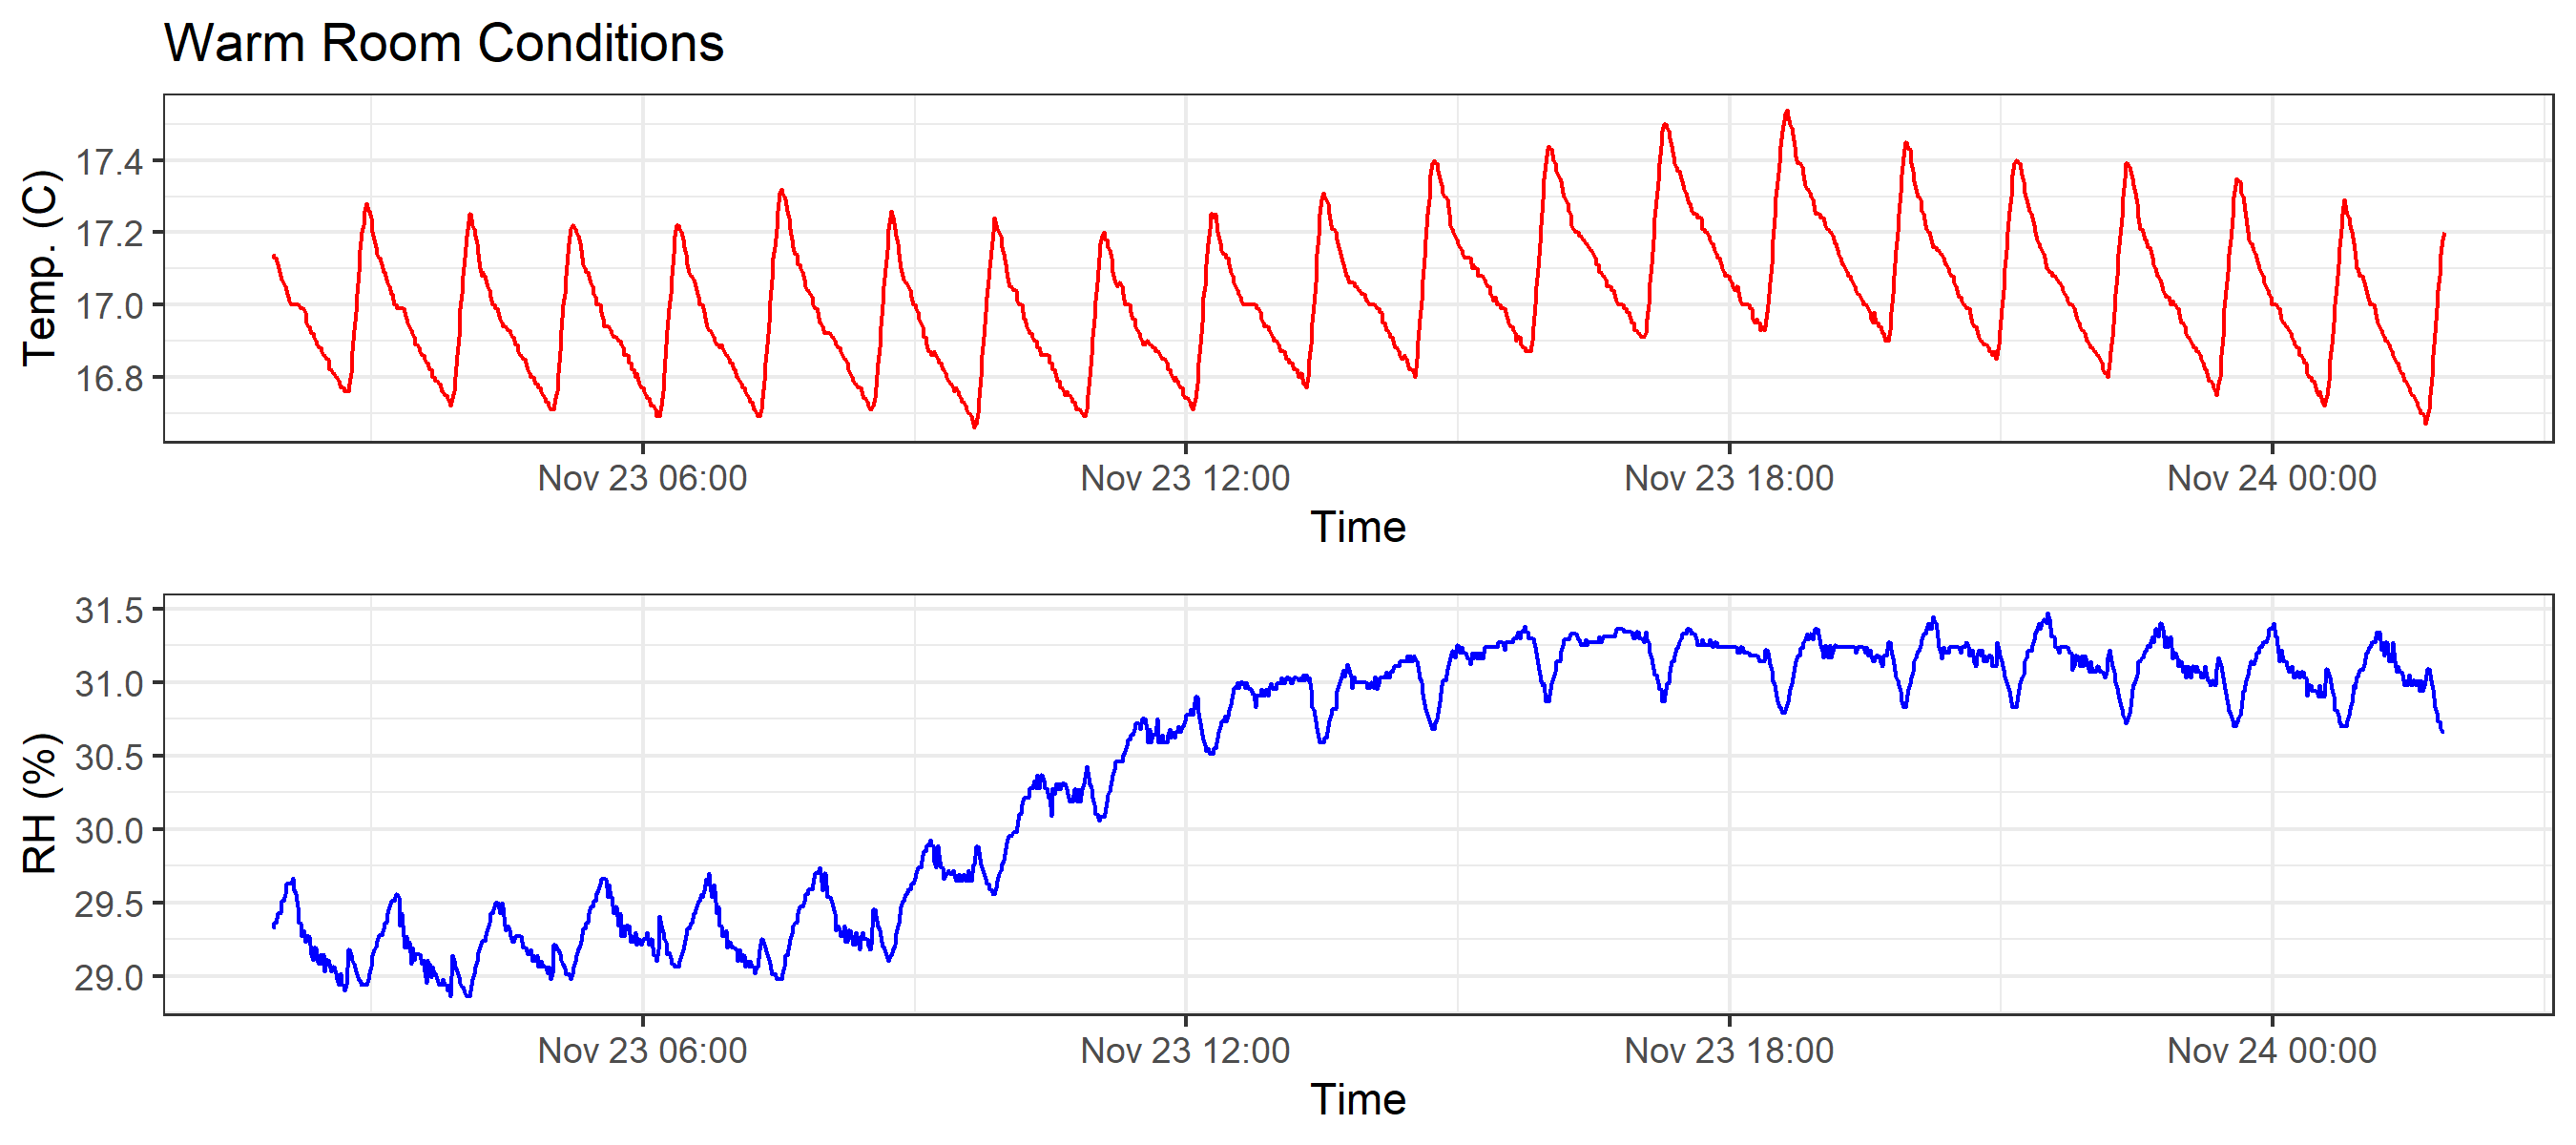 Warm Room Conditions
Temp. (C)
17.4
17.2
17.0
16.8
Nov 23 06:00 Nov 23 12:00 Nov 23 18:00 Nov 24 00:00
Time
RH (%)
31.5
31.0
30.5
30.0
29.5
29.0
Nov 23 06:00 Nov 23 12:00 Nov 23 18:00 Nov 24 00:00
Time